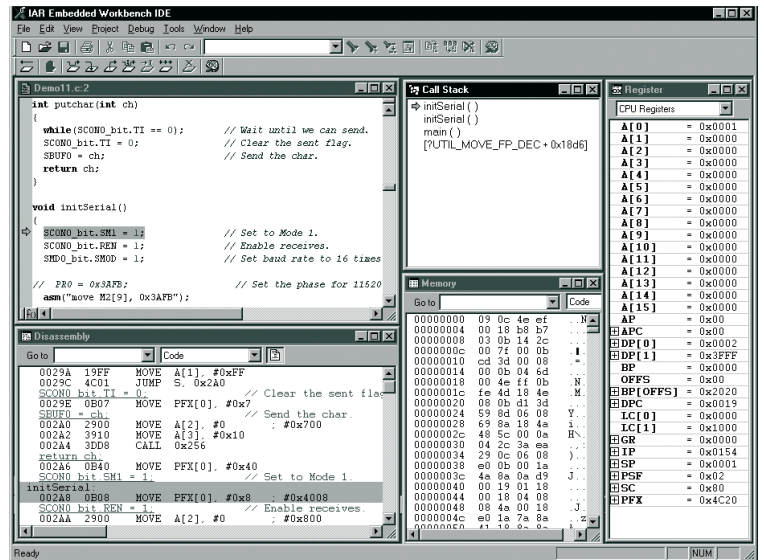 IAR Embedded Workbench IDE
File Edit View Project Debug Tools Window Help
Demo11.c:2
int putchar(int ch)
{
while(SCON0_bit.TI == 0); // Wait until we can send.
SCON0_bit.TI = 0; // Clear the sent flag.
SBUF0 = ch; // Send the char.
return ch;
}
void initSerial()
{
SCON0_bit.SM1 = 1; // Set to Mode 1.
SCON0_bit.REN = 1; // Enable receives.
SMD0_bit.SMOD = 1; // Set baud rate to 16 times
// PR0 = 0x3AFB; // Set the phase for 11520
asm("move M2[9], 0x3AFB");
Disassembly
Go to Code
0029A 19FF MOVE A[1], #0xFF
0029C 4C01 JUMP S, 0x2A0
SCON0_bit.TI = 0; // Clear the sent flag
0029E 0B07 MOVE PFX[0], #0x7
SBUF0 = ch; // Send the char.
002A0 2900 MOVE A[2], #0 ; #0x700
002A2 3910 MOVE A[3], #0x10
002A4 3DD8 CALL 0x256
return ch;
002A6 0B40 MOVE PFX[0], #0x40
SCON0_bit.SM1 = 1; // Set to Mode 1.
initSerial:
002A8 0B08 MOVE PFX[0], #0x8 ; #0x4008
SCON0_bit.REN = 1; // Enable receives.
002AA 2900 MOVE A[2], #0 ; #0x800
Call Stack
initSerial ( )
initSerial ( )
main ( )
[?UTIL_MOVE_FP_DEC + 0x18d6]
Memory
Go to Code
00000000 09 0c 4e ef ..N.
00000004 00 18 b8 b7 ....
00000008 03 0b 14 2c ...,
0000000c 00 7f 00 0b
00000010 cd 3d 00 08 .=..
00000014 00 0b 04 6d ...m
00000018 00 4e ff 0b .N..
0000001c fe 4d 18 4e .M.N
00000020 08 0b d1 3d ...=
00000024 59 8d 06 08 Y...
00000028 69 8a 18 4a i..J
0000002c 48 5c 00 0a H\..
00000030 04 2c 3a ea .,:.
00000034 29 0c 06 08 )...
00000038 e0 0b 00 1a ....
0000003c 4a 8a 0a d9 J...
00000040 00 19 01 18 ....
00000044 00 18 04 08 ....
00000048 08 4a 00 18 .J..
0000004c e0 1a 7a 8a ..z.
Register
CPU Registers
A[0] = 0x0001
A[1] = 0x0000
A[2] = 0x0000
A[3] = 0x0000
A[4] = 0x0000
A[5] = 0x0000
A[6] = 0x0000
A[7] = 0x0000
A[8] = 0x0000
A[9] = 0x0000
A[10] = 0x0000
A[11] = 0x0000
A[12] = 0x0000
A[13] = 0x0000
A[14] = 0x0000
A[15] = 0x0000
AP = 0x00
APC = 0x00
DP[0] = 0x0002
DP[1] = 0x3FFF
BP = 0x0000
OFFS = 0x00
BP[OFFS] = 0x2020
DPC = 0x0019
LC[0] = 0x0000
LC[1] = 0x1000
GR = 0x0000
IP = 0x0154
SP = 0x0001
PSF = 0x02
SC = 0x80
PFX = 0x4C20
Ready NUM